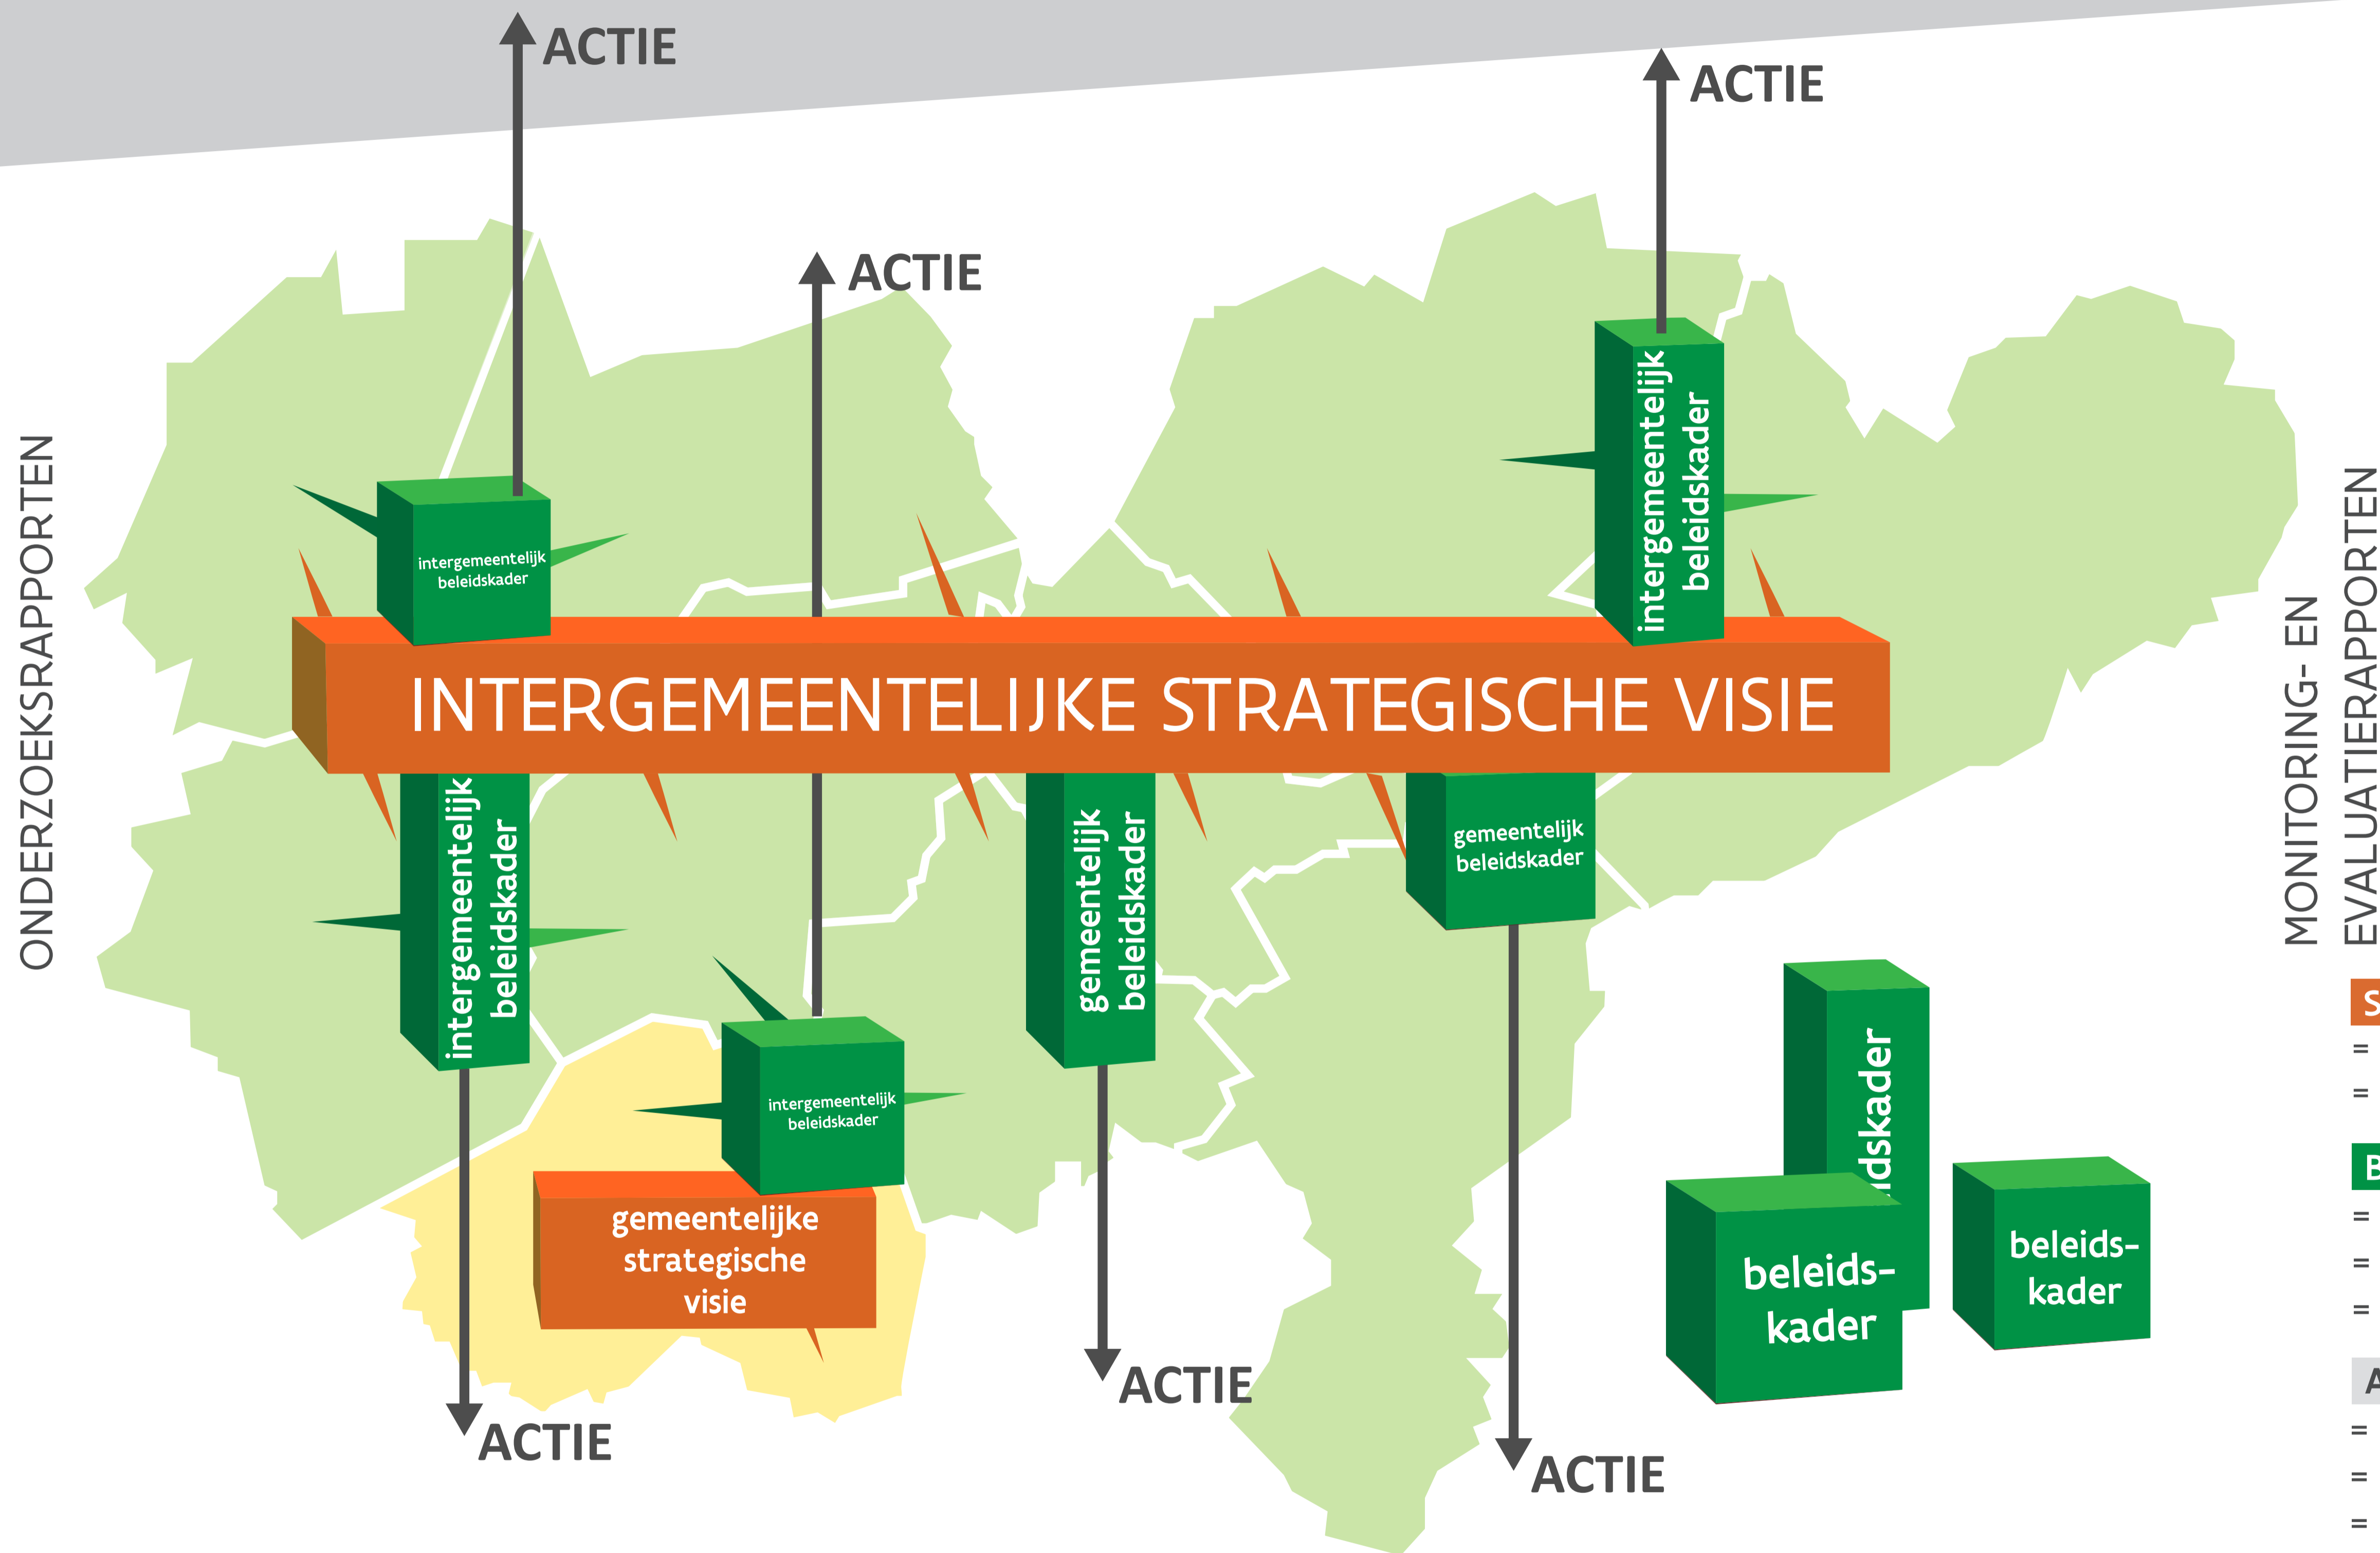 ACTIE
ACTIE
ACTIE
ONDERZOEKSRAPPORTEN
intergemeentelijk
beleidskader
intergemeentelijk
beleidskader
INTERGEMEENTELIJKE STRATEGISCHE VISIE
MONITORING- EN
EVALUATIERAPPORTEN
intergemeentelijk
beleidskader
gemeentelijk
beleidskader
gemeentelijk
beleidskader
intergemeentelijk
beleidskader
gemeentelijke
strategische
visie
beleids-
kader
beleids-
kader
ACTIE
ACTIE
ACTIE
S
=
=
B
=
=
=
A
=
=
=